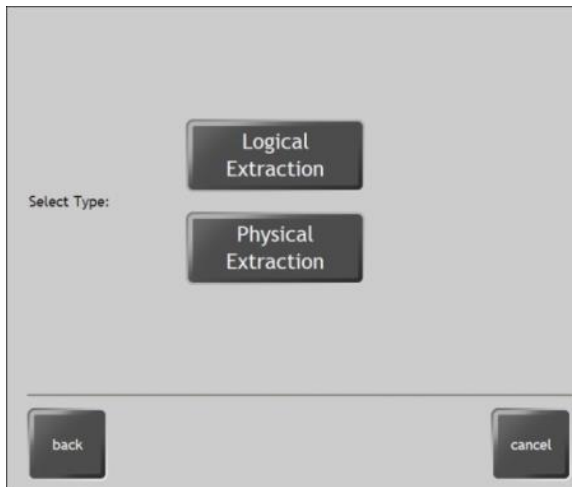 Logical
Extraction
Select Type:
Physical
Extraction
back
cancel